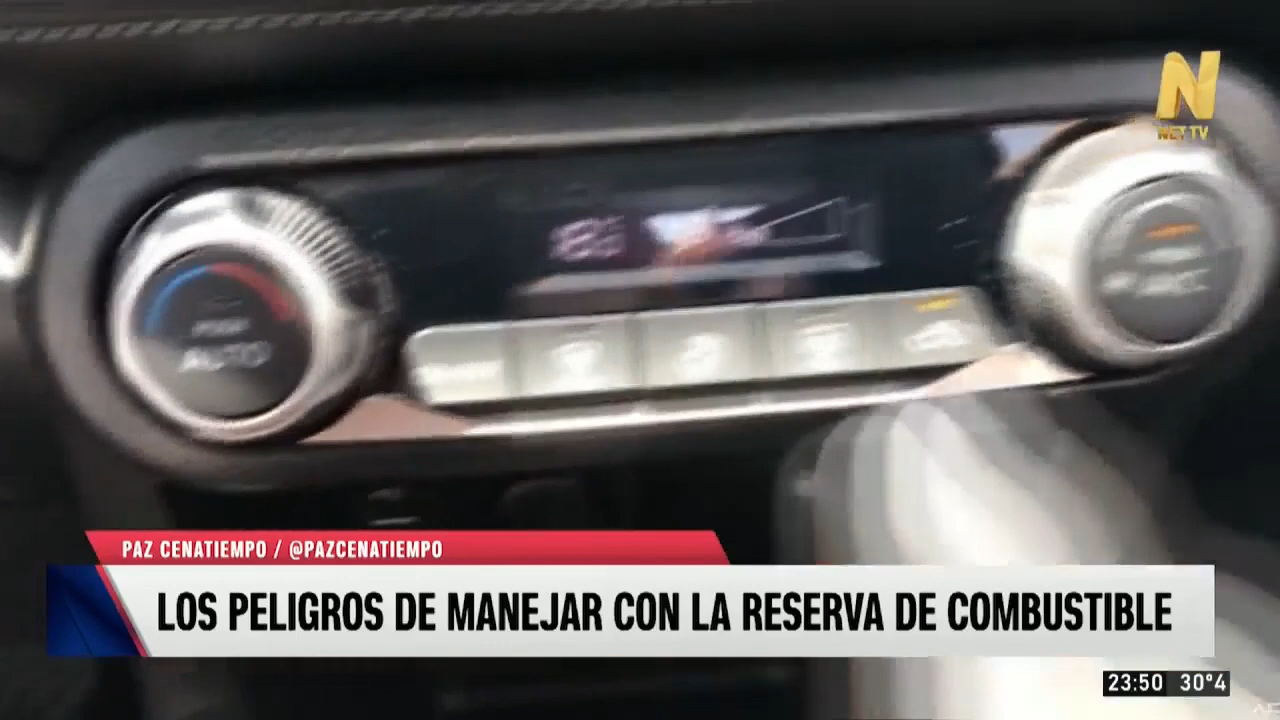 N
NET TV
AUTO
PAZ CENATIEMPO / @PAZCENATIEMPO
LOS PELIGROS DE MANEJAR CON LA RESERVA DE COMBUSTIBLE
23:50 30°4